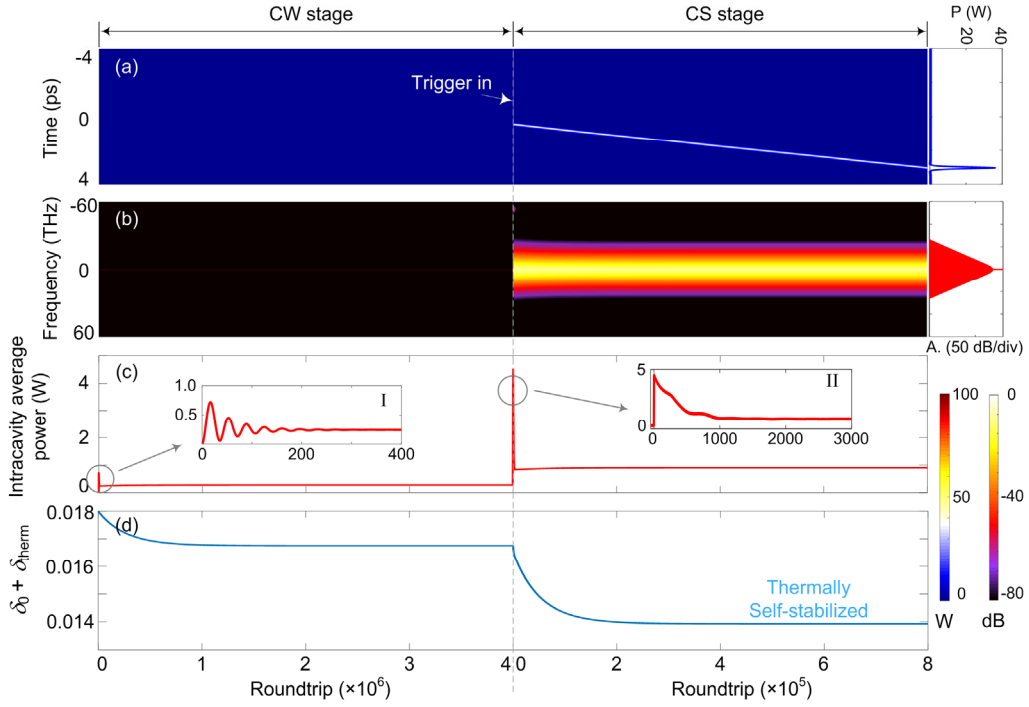 CW stage
CS stage
P (W)
20
40
(a)
Trigger in
-4
0
4
Time (ps)
(b)
-60
0
60
Frequency (THz)
A. (50 dB/div)
(c)
4
2
0
Intracavity average
power (W)
I
1.0
0.5
0
200
400
II
5
0
0
1000
2000
3000
100
50
0
W
0
-40
-80
dB
(d)
0.018
0.016
0.014
δ0 + δtherm
Thermally
Self-stabilized
0
1
2
3
4
0
2
4
6
8
Roundtrip (×10⁶)
Roundtrip (×10⁵)